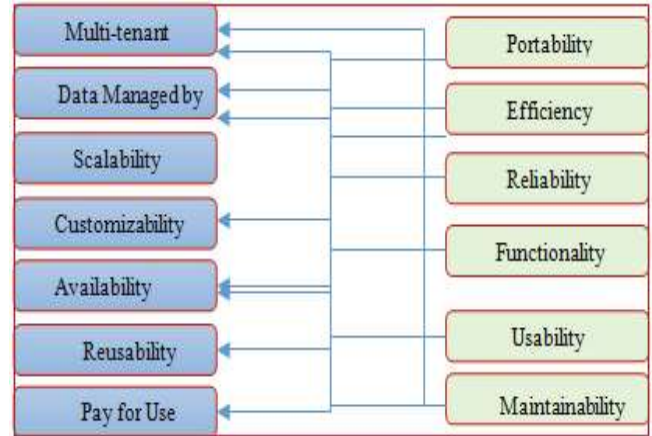 Multi-tenant
Data Managed by
Scalability
Customizability
Availability
Reusability
Pay for Use
Portability
Efficiency
Reliability
Functionality
Usability
Maintainability